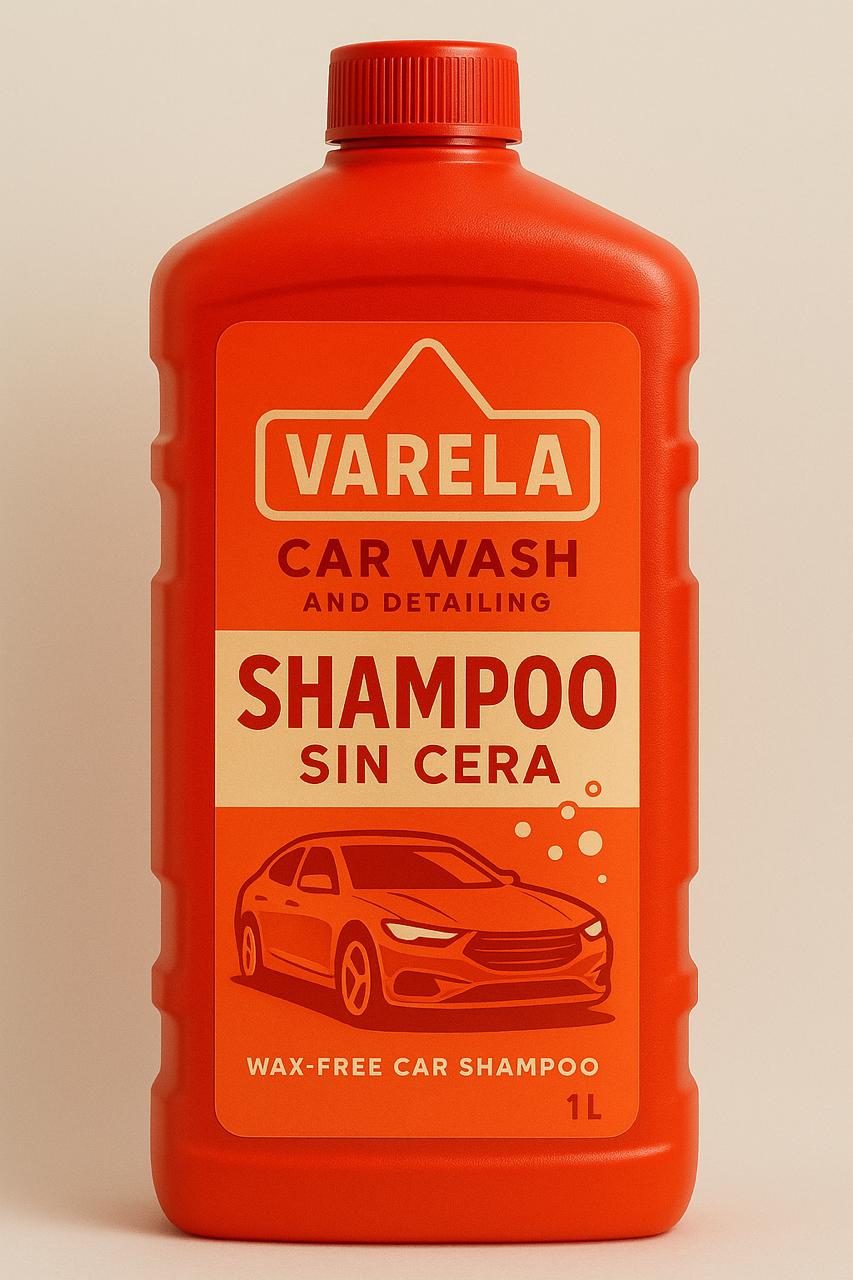 VARELA
CAR WASH
AND DETAILING
SHAMPOO
SIN CERA
WAX-FREE CAR SHAMPOO
1L